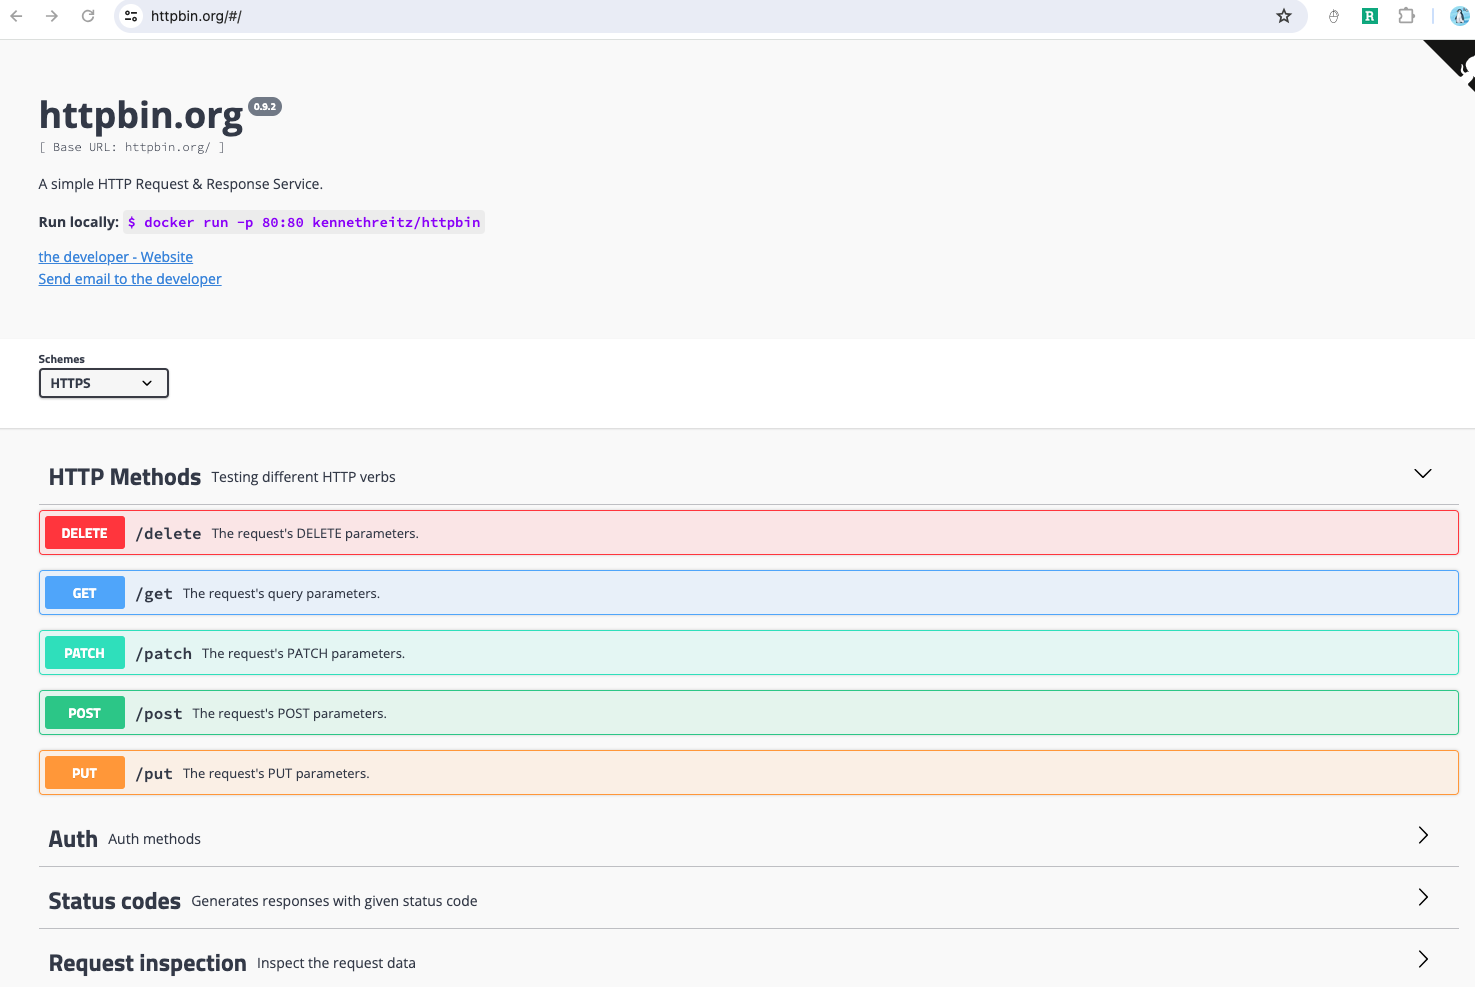 httpbin.org/#/
R
httpbin.org 0.9.2
[ Base URL: httpbin.org/ ]
A simple HTTP Request & Response Service.
Run locally: $ docker run -p 80:80 kennethreitz/httpbin
the developer - Website
Send email to the developer
Schemes
HTTPS
HTTP Methods Testing different HTTP verbs
DELETE /delete The request's DELETE parameters.
GET /get The request's query parameters.
PATCH /patch The request's PATCH parameters.
POST /post The request's POST parameters.
PUT /put The request's PUT parameters.
Auth Auth methods
Status codes Generates responses with given status code
Request inspection Inspect the request data